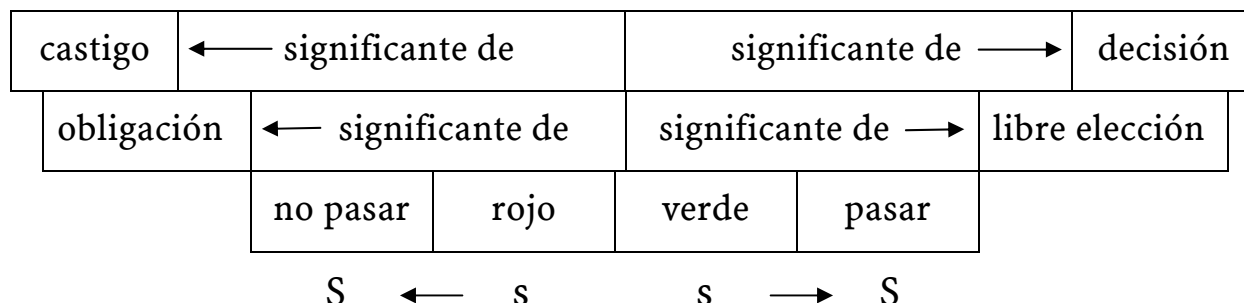 castigo ← significante de significante de → decisión
obligación ← significante de significante de → libre elección
no pasar rojo verde pasar
S ← s s → S